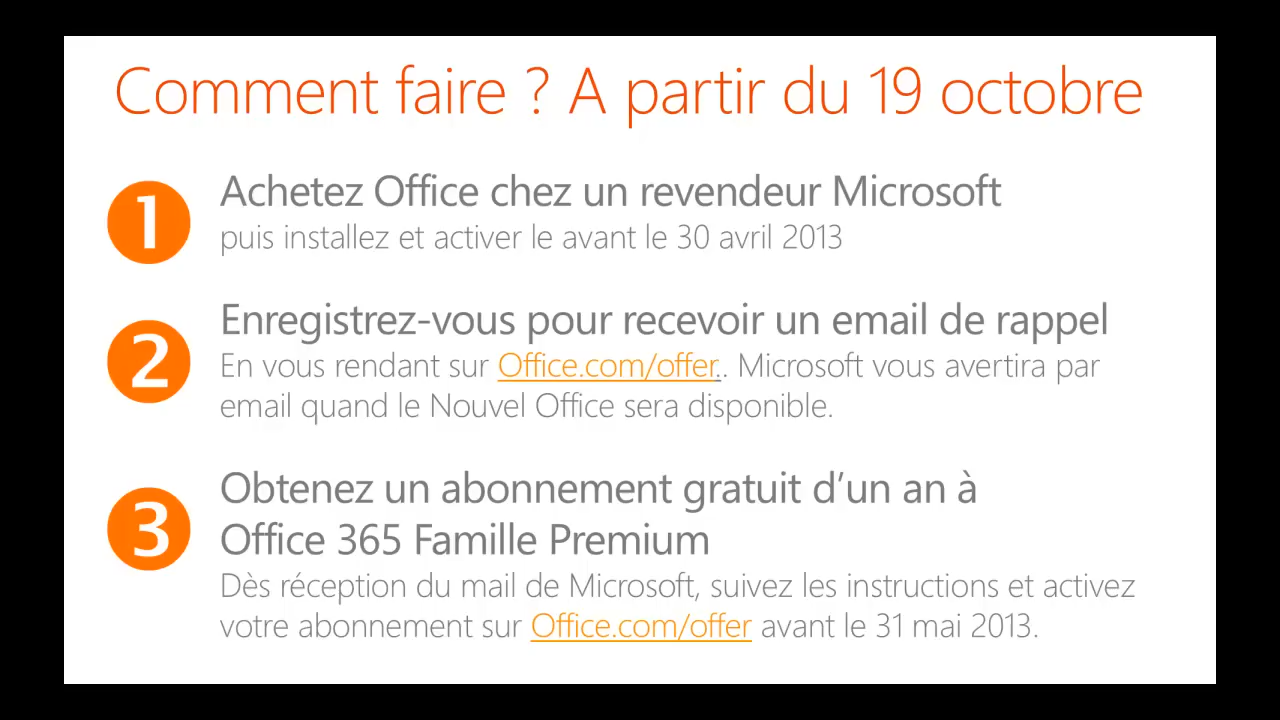 Comment faire ? A partir du 19 octobre
1
Achetez Office chez un revendeur Microsoft
puis installez et activer le avant le 30 avril 2013
2
Enregistrez-vous pour recevoir un email de rappel
En vous rendant sur Office.com/offer.. Microsoft vous avertira par
email quand le Nouvel Office sera disponible.
3
Obtenez un abonnement gratuit d’un an à
Office 365 Famille Premium
Dès réception du mail de Microsoft, suivez les instructions et activez
votre abonnement sur Office.com/offer avant le 31 mai 2013.